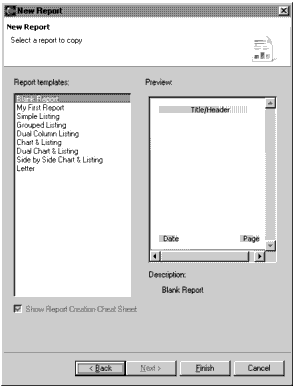 New Report
New Report
Select a report to copy
Report templates:
Blank Report
My First Report
Simple Listing
Grouped Listing
Dual Column Listing
Chart & Listing
Dual Chart & Listing
Side by Side Chart & Listing
Letter
Preview:
Title/Header
Date Page
Description:
Blank Report
Show Report Creation Cheat Sheet
< Back Next > Finish Cancel